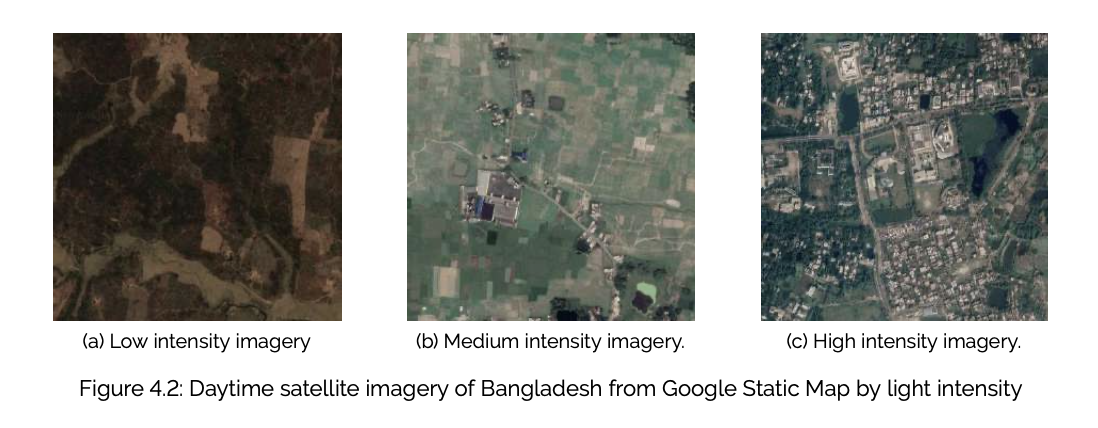 (a) Low intensity imagery
(b) Medium intensity imagery.
(c) High intensity imagery.
Figure 4.2: Daytime satellite imagery of Bangladesh from Google Static Map by light intensity